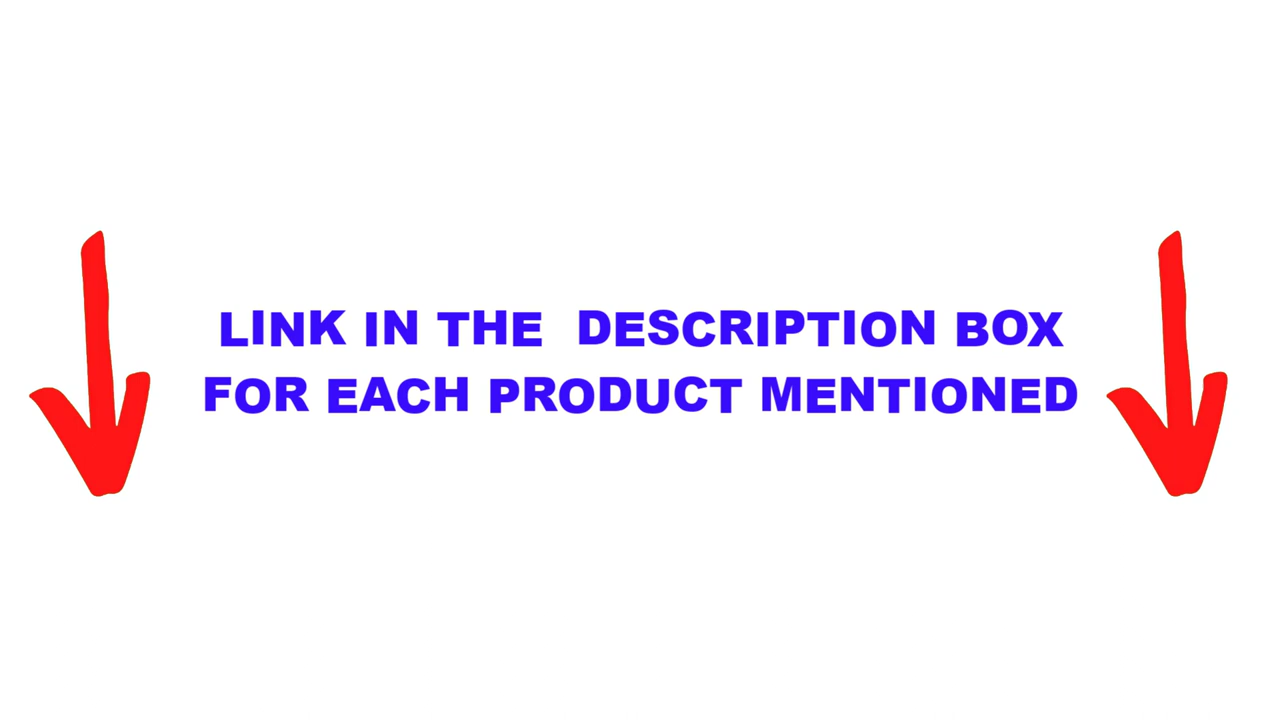 LINK IN THE  DESCRIPTION BOX
FOR EACH PRODUCT MENTIONED